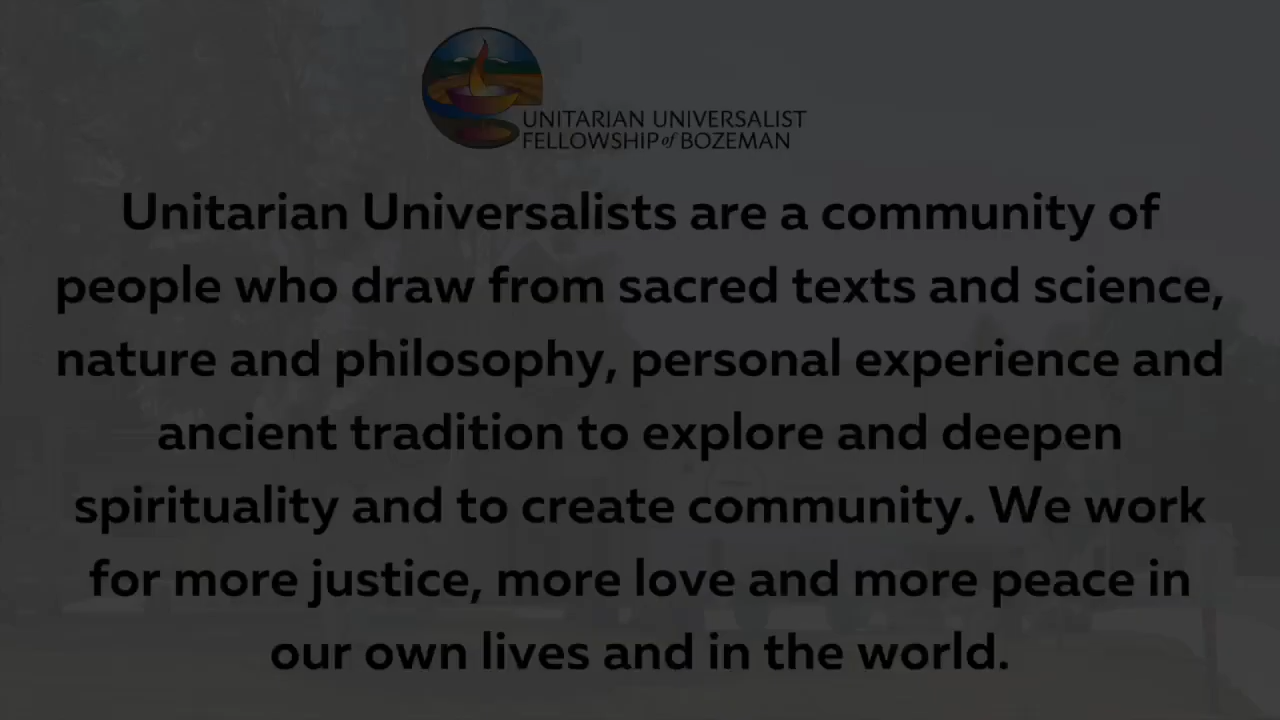 UNITARIAN UNIVERSALIST
FELLOWSHIP of BOZEMAN
Unitarian Universalists are a community of
people who draw from sacred texts and science,
nature and philosophy, personal experience and
ancient tradition to explore and deepen
spirituality and to create community. We work
for more justice, more love and more peace in
our own lives and in the world.